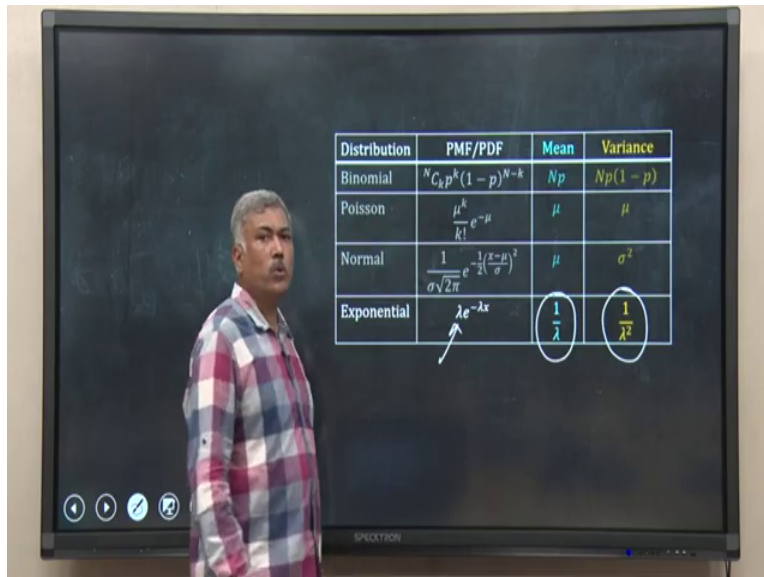 Distribution PMF/PDF Mean Variance
Binomial ᴺCₖpᵏ(1 − p)ᴺ⁻ᵏ Np Np(1 − p)
Poisson μᵏ/k! e^(−μ) μ μ
Normal 1/(σ√2π) e^(−½((x−μ)/σ)²) μ σ²
Exponential λe^(−λx) 1/λ 1/λ²
SPECKTRON